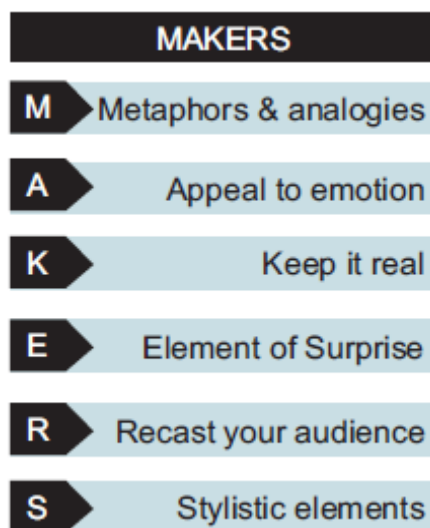 MAKERS
M Metaphors & analogies
A Appeal to emotion
K Keep it real
E Element of Surprise
R Recast your audience
S Stylistic elements